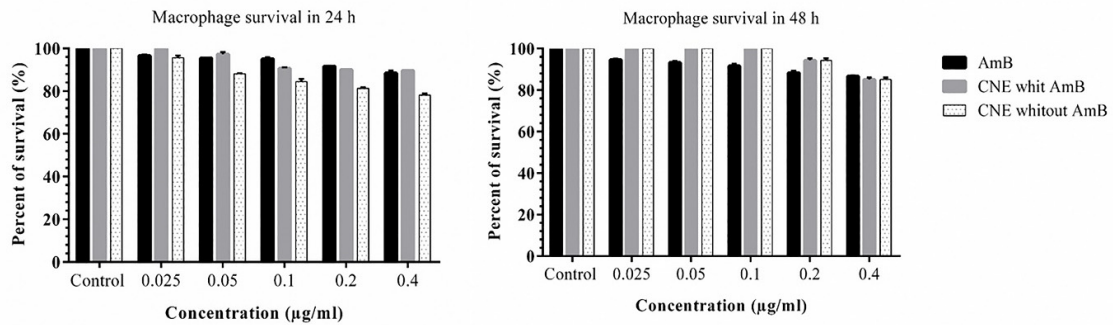 Macrophage survival in 24 h
Percent of survival (%)
100
80
60
40
20
0
Control 0.025 0.05 0.1 0.2 0.4
Concentration (µg/ml)
Macrophage survival in 48 h
Percent of survival (%)
100
80
60
40
20
0
Control 0.025 0.05 0.1 0.2 0.4
Concentration (µg/ml)
AmB
CNE whit AmB
CNE whitout AmB